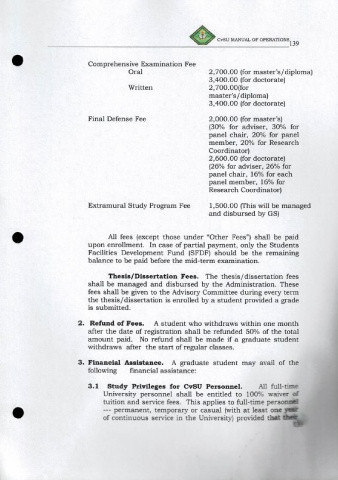 CvSU MANUAL OF OPERATIONS 139
Comprehensive Examination Fee
Oral 2,700.00 (for master's/diploma)
3,400.00 (for doctorate)
Written 2,700.00(for
master's/diploma)
3,400.00 (for doctorate)
Final Defense Fee 2,000.00 (for master's)
(30% for adviser, 30% for
panel chair, 20% for panel
member, 20% for Research
Coordinator)
2,600.00 (for doctorate)
(26% for adviser, 26% for
panel chair, 16% for each
panel member, 16% for
Research Coordinator)
Extramural Study Program Fee 1,500.00 (This will be managed
and disbursed by GS)
All fees (except those under "Other Fees") shall be paid
upon enrollment. In case of partial payment, only the Students
Facilities Development Fund (SFDF) should be the remaining
balance to be paid before the mid-term examination.
Thesis/Dissertation Fees. The thesis/dissertation fees
shall be managed and disbursed by the Administration. These
fees shall be given to the Advisory Committee during every term
the thesis/dissertation is enrolled by a student provided a grade
is submitted.
2. Refund of Fees. A student who withdraws within one month
after the date of registration shall be refunded 50% of the total
amount paid. No refund shall be made if a graduate student
withdraws after the start of regular classes.
3. Financial Assistance. A graduate student may avail of the
following financial assistance:
3.1 Study Privileges for CvSU Personnel. All full-time
University personnel shall be entitled to 100% waiver of
tuition and service fees. This applies to full-time personnel
--- permanent, temporary or casual (with at least one year
of continuous service in the University) provided that their